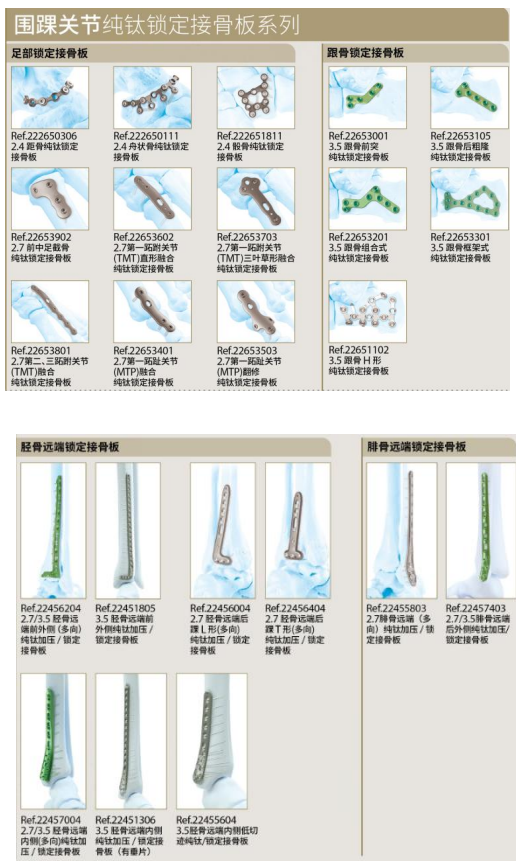 围踝关节纯钛锁定接骨板系列
足部锁定接骨板
跟骨锁定接骨板
Ref.222650306
2.4 距骨纯钛锁定
接骨板
Ref.222650111
2.4 舟状骨纯钛锁定
接骨板
Ref.222651811
2.4 骰骨纯钛锁定
接骨板
Ref.22653001
3.5 跟骨前突
纯钛锁定接骨板
Ref.22653105
3.5 跟骨后粗隆
纯钛锁定接骨板
Ref.22653902
2.7 前中足截骨
纯钛锁定接骨板
Ref.22653602
2.7第一跖跗关节
(TMT)直形融合
纯钛锁定接骨板
Ref.22653703
2.7第一跖跗关节
(TMT)三叶草形融合
纯钛锁定接骨板
Ref.22653201
3.5 跟骨组合式
纯钛锁定接骨板
Ref.22653301
3.5 跟骨框架式
纯钛锁定接骨板
Ref.22653801
2.7第二、三跖跗关节
(TMT)融合
纯钛锁定接骨板
Ref.22653401
2.7第一跖趾关节
(MTP)融合
纯钛锁定接骨板
Ref.22653503
2.7第一跖趾关节
(MTP)翻修
纯钛锁定接骨板
Ref.22651102
3.5 跟骨 H 形
纯钛锁定接骨板
胫骨远端锁定接骨板
腓骨远端锁定接骨板
Ref.22456204
2.7/3.5 胫骨远
端前外侧（多向）
纯钛加压 / 锁定
接骨板
Ref.22451805
3.5 胫骨远端前
外侧纯钛加压 /
锁定接骨板
Ref.22456004
2.7 胫骨远端后
踝 L 形(多向)
纯钛加压 / 锁定
接骨板
Ref.22456404
2.7 胫骨远端后
踝 T 形(多向)
纯钛加压 / 锁定
接骨板
Ref.22455803
2.7腓骨远端（多
向）纯钛加压 / 锁
定接骨板
Ref.22457403
2.7/3.5腓骨远端
后外侧纯钛加压/
锁定接骨板
Ref.22457004
2.7/3.5 胫骨远端
内侧(多向)纯钛加
压 / 锁定接骨板
Ref.22451306
3.5 胫骨远端内侧
纯钛加压 / 锁定接
骨板（有垂片）
Ref.22455604
3.5胫骨远端内侧低切
迹纯钛/锁定接骨板